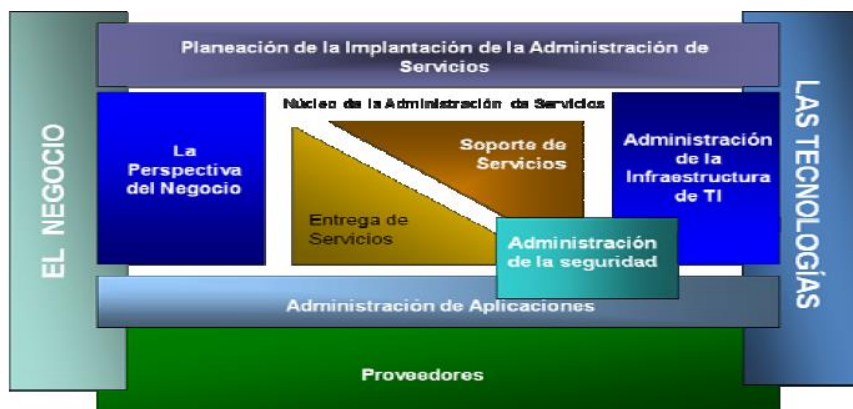 Planeación de la Implantación de la Administración de
Servicios
EL NEGOCIO
La
Perspectiva
del Negocio
Núcleo de la Administración de Servicios
Soporte de
Servicios
Entrega de
Servicios
Administración
de la
Infraestructura
de TI
Administración
de la seguridad
LAS TECNOLOGÍAS
Administración de Aplicaciones
Proveedores